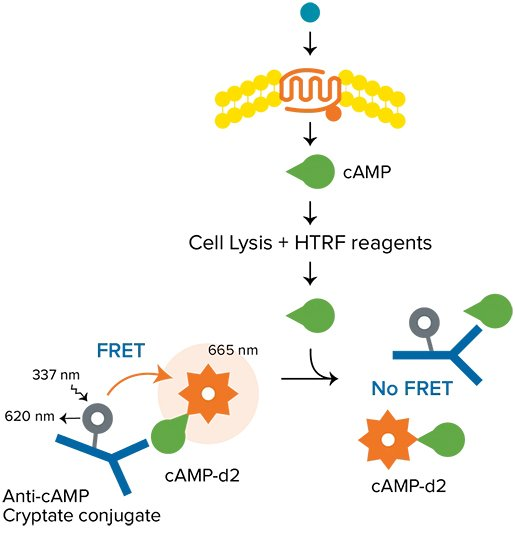 cAMP
Cell Lysis + HTRF reagents
FRET
665 nm
337 nm
620 nm
cAMP-d2
Anti-cAMP
Cryptate conjugate
No FRET
cAMP-d2